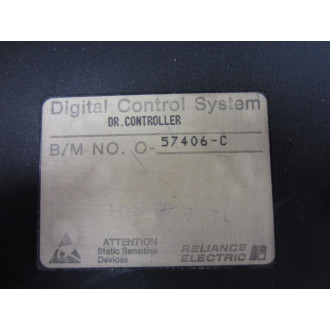 Digital Control System
DR.CONTROLLER
B/M NO. O-57406-C
ATTENTION
Static Sensitive
Devices
RELIANCE
ELECTRIC